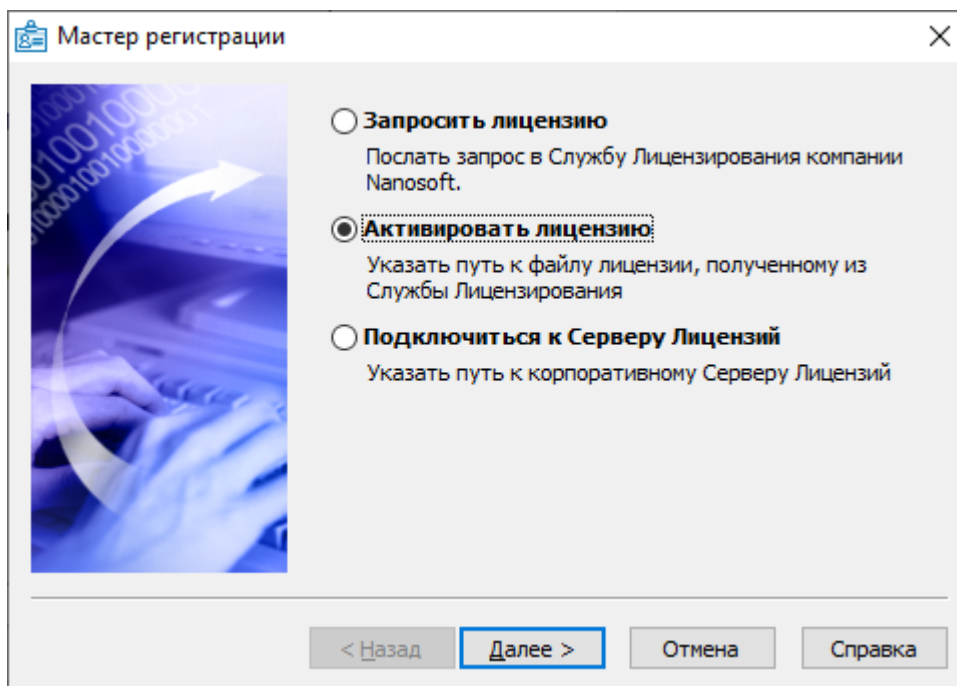 Мастер регистрации
Запросить лицензию
Послать запрос в Службу Лицензирования компании
Nanosoft.
Активировать лицензию
Указать путь к файлу лицензии, полученному из
Службы Лицензирования
Подключиться к Серверу Лицензий
Указать путь к корпоративному Серверу Лицензий
< Назад
Далее >
Отмена
Справка